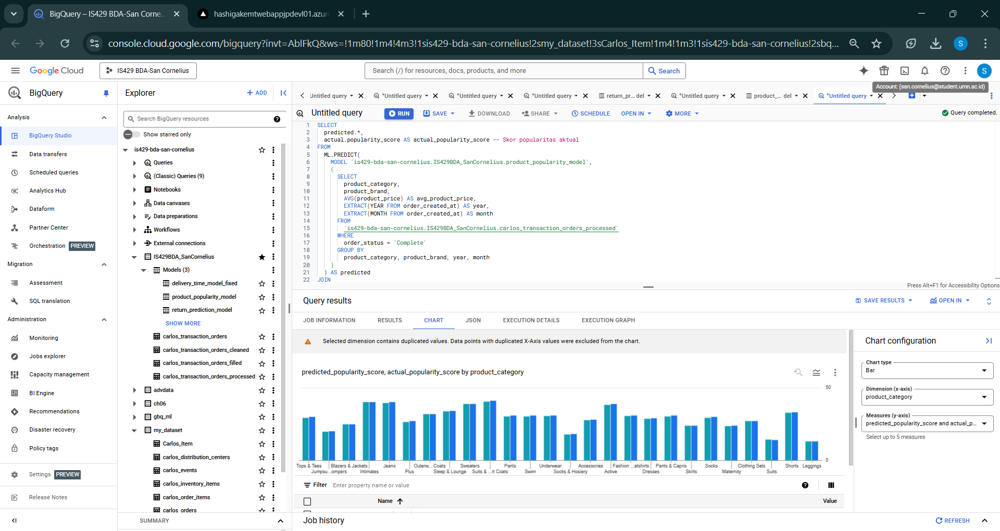 BigQuery – IS429 BDA-San Corne..
hashigakemtwebappjpdevl01.azur
console.cloud.google.com/bigquery?invt=AblFkQ&ws=!1m80!1m4!4m3!1sis429-bda-san-cornelius!2smy_dataset!3sCarlos_Item!1m4!1m3!1sis429-bda-san-cornelius!2sbq...
S
Google Cloud
IS429 BDA-San Cornelius
Search (/) for resources, docs, products, and more
Search
S
Account: (san.cornelius@student.umn.ac.id)
BigQuery
Analysis
BigQuery Studio
Data transfers
Scheduled queries
Analytics Hub
Dataform
Partner Center
Orchestration PREVIEW
Migration
Assessment
SQL translation
Administration
Monitoring
Jobs explorer
Capacity management
BI Engine
Recommendations
Disaster recovery
Policy tags
Settings PREVIEW
Release Notes
Explorer
+ ADD
Search BigQuery resources
Show starred only
is429-bda-san-cornelius
Queries
(Classic) Queries (9)
Notebooks
Data canvases
Data preparations
Workflows
External connections
IS429BDA_SanCornelius
Models (3)
delivery_time_model_fixed
product_popularity_model
return_prediction_model
SHOW MORE
carlos_transaction_orders
carlos_transaction_orders_cleaned
carlos_transaction_orders_filled
carlos_transaction_orders_processed
advdata
ch06
gbq_ml
my_dataset
Carlos_Item
carlos_distribution_centers
carlos_events
carlos_inventory_items
carlos_order_items
carlos_orders
SUMMARY
Untitled query
*Untitled query
*Untitled query
*Untitled query
return_pr... del
*Untitled query
product_... del
*Untitled query
Untitled query
RUN
SAVE
DOWNLOAD
SHARE
SCHEDULE
OPEN IN
MORE
Query completed.
1 SELECT
2 predicted.*,
3 actual.popularity_score AS actual_popularity_score -- Skor popularitas aktual
4 FROM
5 ML.PREDICT(
6 MODEL `is429-bda-san-cornelius.IS429BDA_SanCornelius.product_popularity_model`,
7 (
8 SELECT
9 product_category,
10 product_brand,
11 AVG(product_price) AS avg_product_price,
12 EXTRACT(YEAR FROM order_created_at) AS year,
13 EXTRACT(MONTH FROM order_created_at) AS month
14 FROM
15 `is429-bda-san-cornelius.IS429BDA_SanCornelius.carlos_transaction_orders_processed`
16 WHERE
17 order_status = 'Complete'
18 GROUP BY
19 product_category, product_brand, year, month
20 )
21 ) AS predicted
22 JOIN
Press Alt+F1 for Accessibility Options
Query results
SAVE RESULTS
OPEN IN
JOB INFORMATION
RESULTS
CHART
JSON
EXECUTION DETAILS
EXECUTION GRAPH
Selected dimension contains duplicated values. Data points with duplicated X-Axis values were excluded from the chart.
predicted_popularity_score, actual_popularity_score by product_category
50
0
Tops & Tees
Jumpsu...ompers
Blazers & Jackets
Intimates
Jeans
Plus
Outerw... Coats
Sleep & Lounge
Sweaters
Suits & ...rt Coats
Pants
Swim
Underwear
Socks & Hosiery
Accessories
Active
Fashion ...atshirts
Dresses
Pants & Capris
Skirts
Socks
Maternity
Clothing Sets
Suits
Shorts
Leggings
Filter
Enter property name or value
Name
Value
Chart configuration
Chart type
Bar
Dimension (x-axis)
product_category
Measures (y-axis)
predicted_popularity_score and actual_p...
Select up to 5 measures
Job history
REFRESH